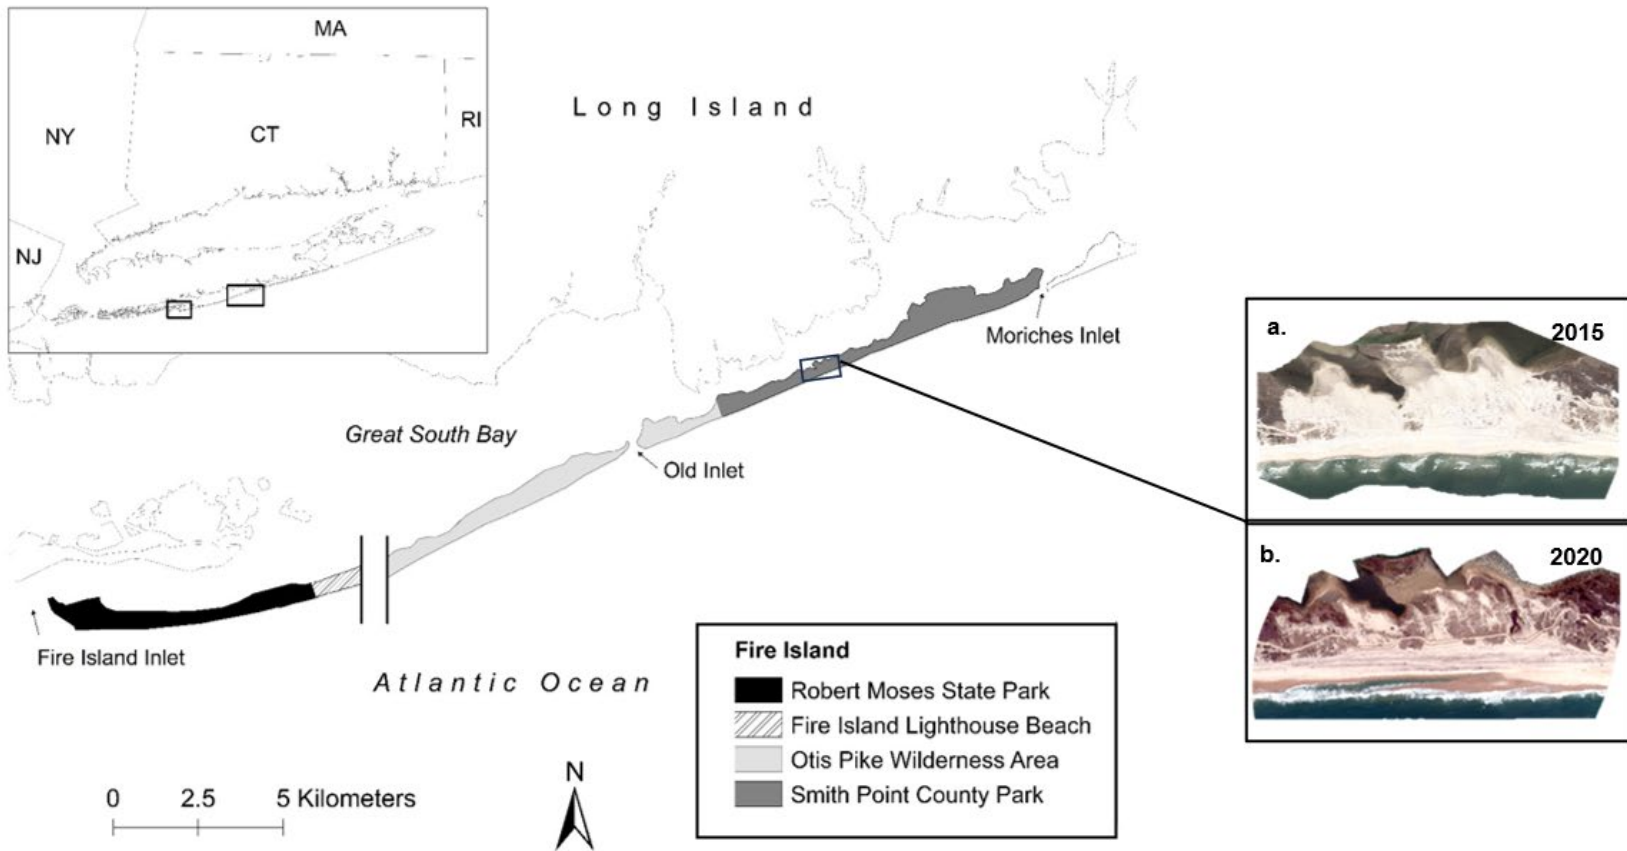 MA
NY
CT
RI
NJ
Long Island
Moriches Inlet
Great South Bay
Old Inlet
Fire Island Inlet
Atlantic Ocean
a.
2015
b.
2020
Fire Island
Robert Moses State Park
Fire Island Lighthouse Beach
Otis Pike Wilderness Area
Smith Point County Park
0 2.5 5 Kilometers
N